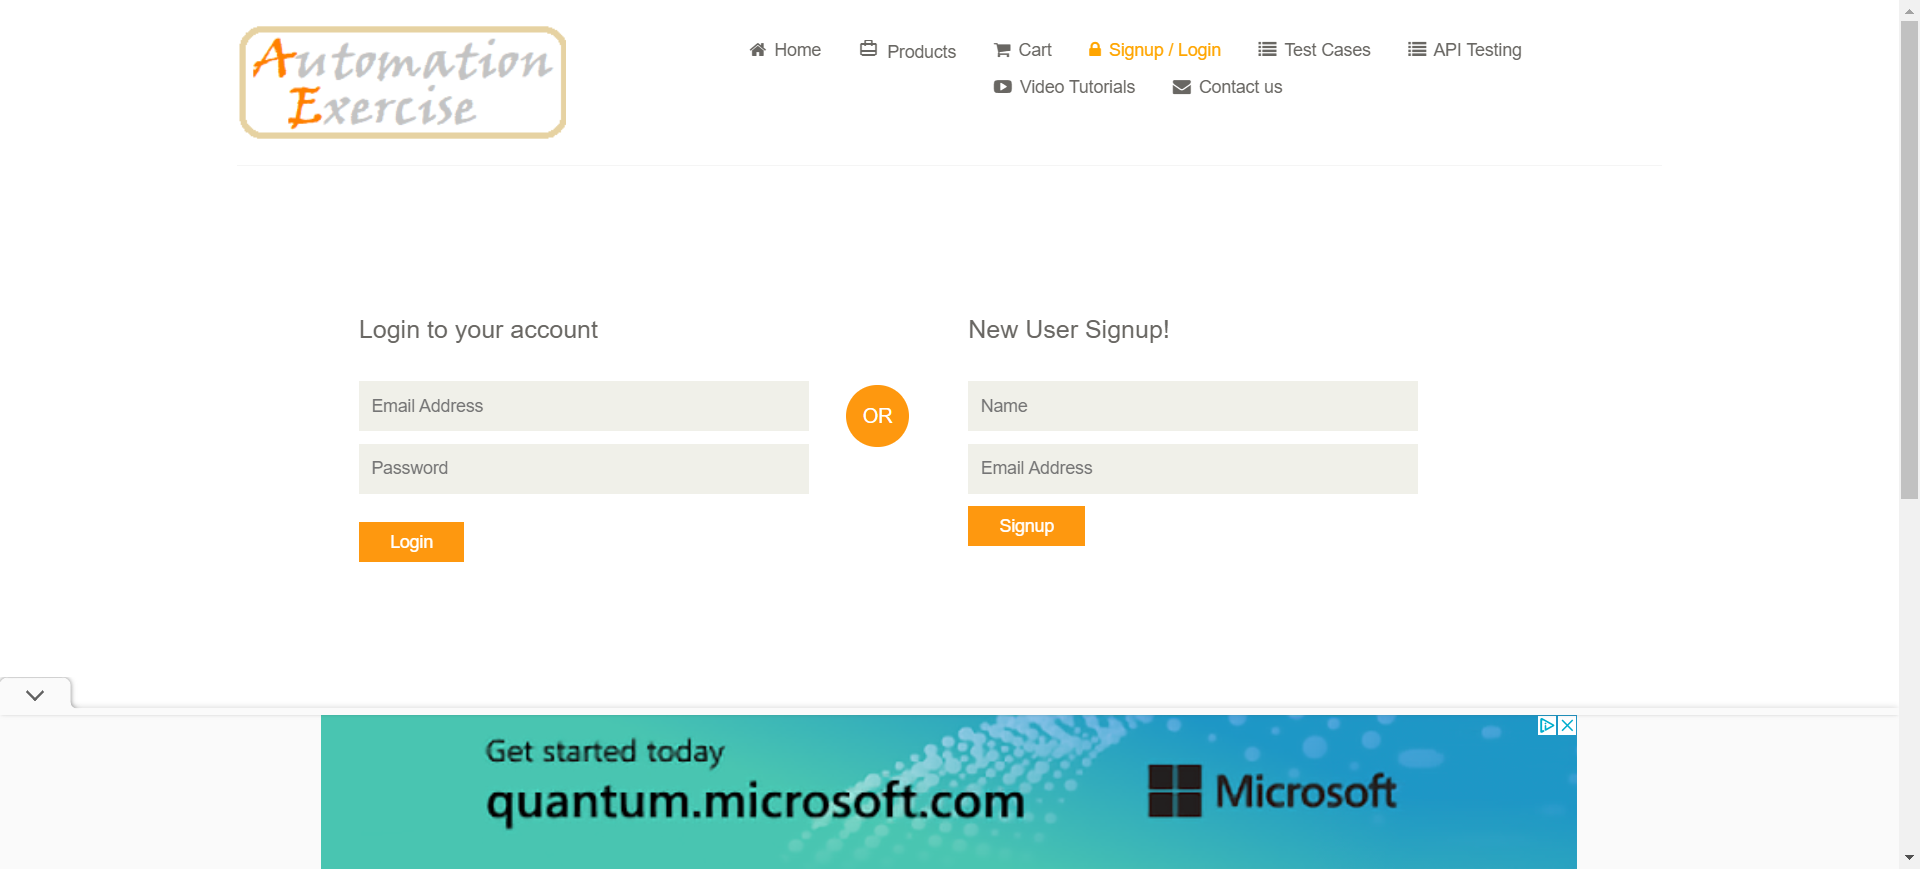 Automation
Exercise
Home Products Cart Signup / Login Test Cases API Testing
Video Tutorials Contact us
Login to your account
Email Address
Password
Login
OR
New User Signup!
Name
Email Address
Signup
Get started today
quantum.microsoft.com
Microsoft